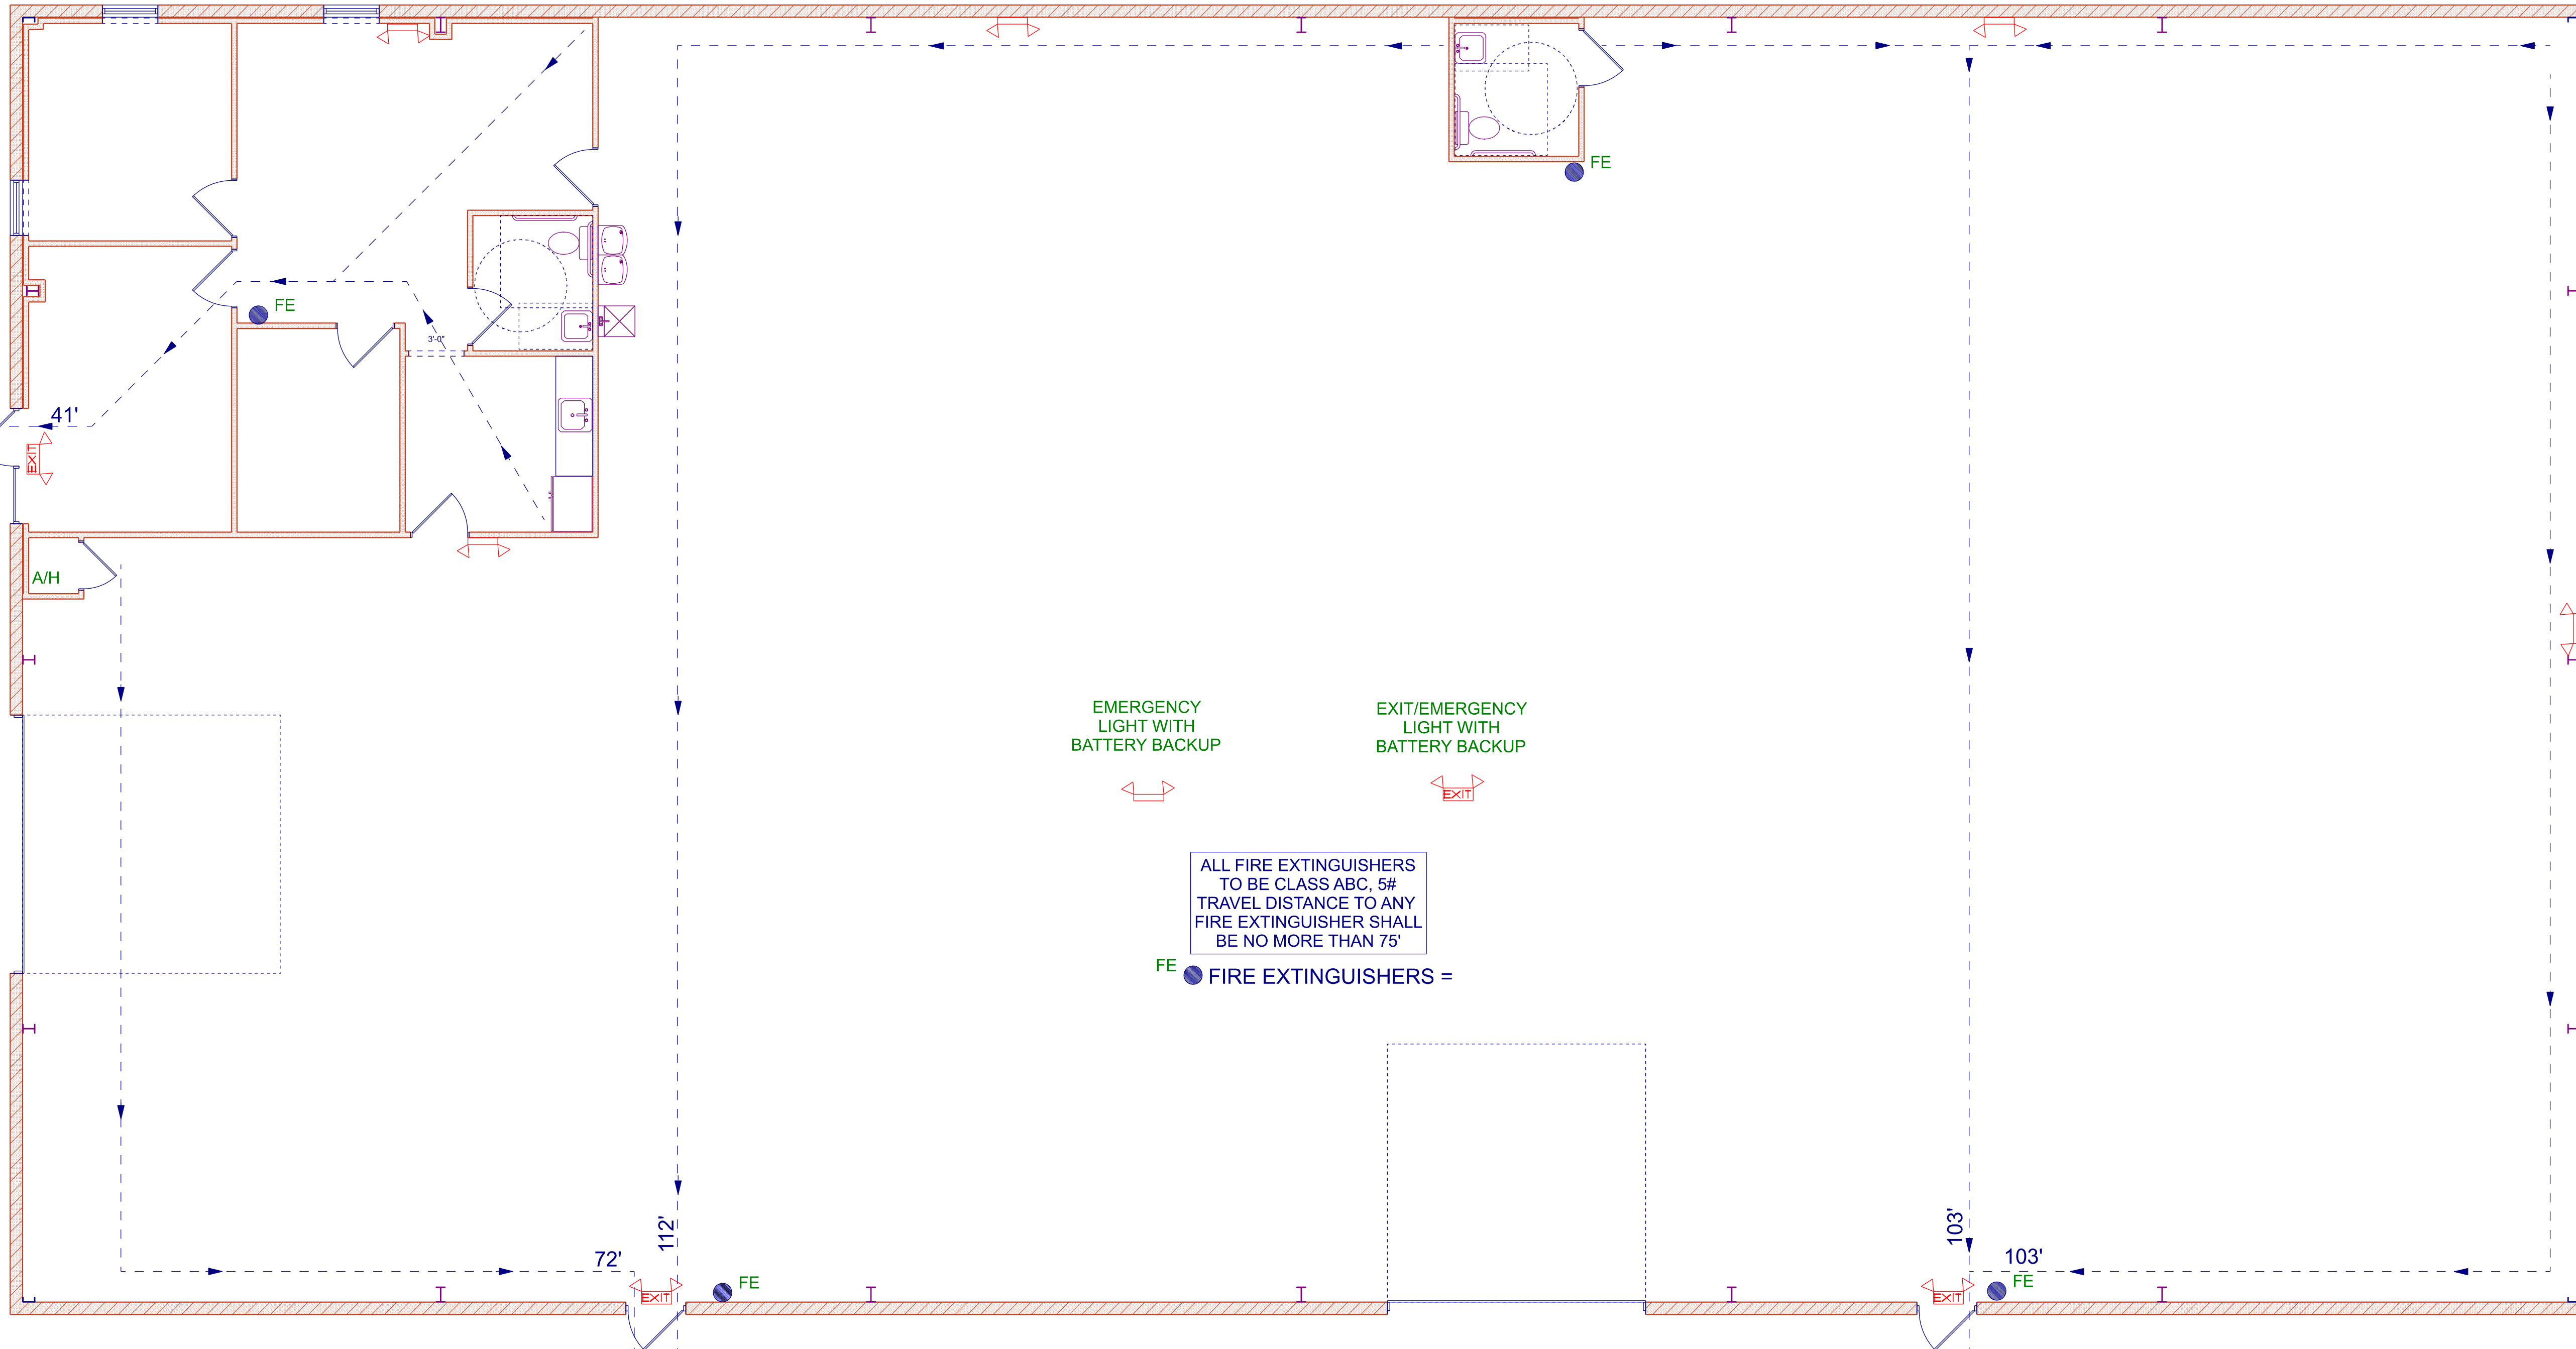 FE
FE
3'-0"
41'
EXIT
A/H
EMERGENCY
LIGHT WITH
BATTERY BACKUP
EXIT/EMERGENCY
LIGHT WITH
BATTERY BACKUP
EXIT
ALL FIRE EXTINGUISHERS
TO BE CLASS ABC, 5#
TRAVEL DISTANCE TO ANY
FIRE EXTINGUISHER SHALL
BE NO MORE THAN 75'
FE
FIRE EXTINGUISHERS =
72'
112'
EXIT
FE
103'
103'
EXIT
FE